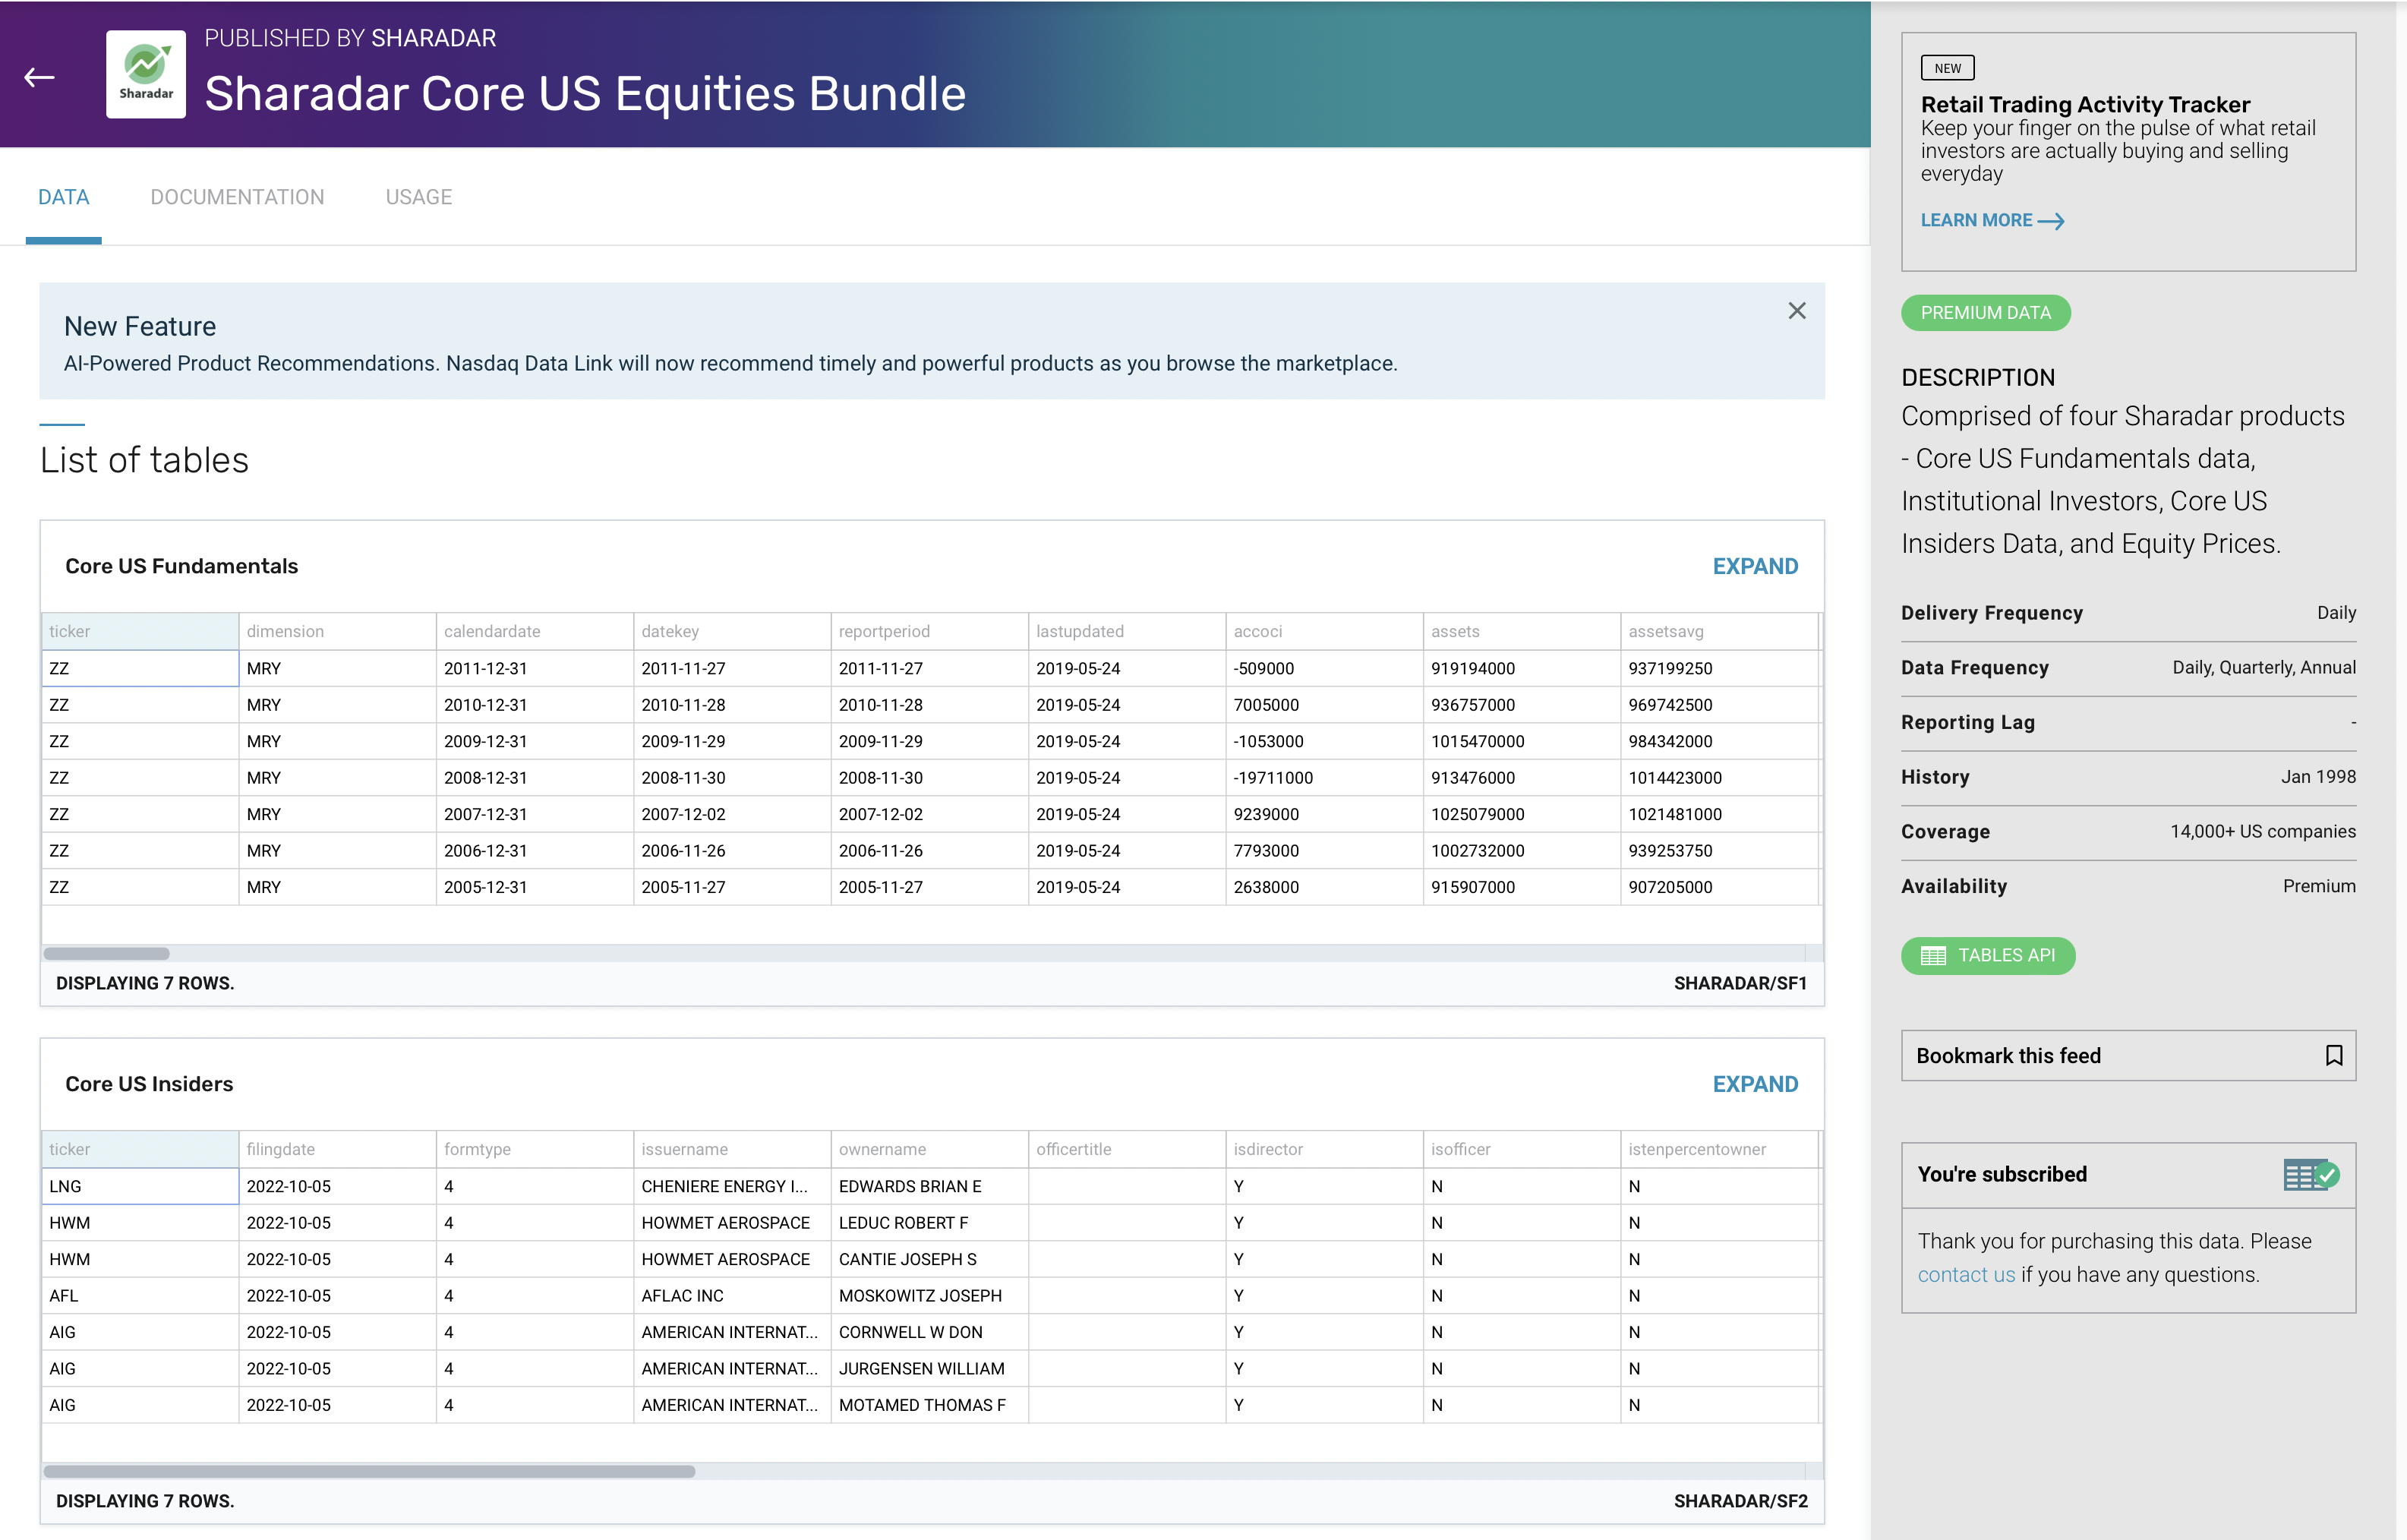 PUBLISHED BY SHARADAR
Sharadar
Sharadar Core US Equities Bundle
DATA DOCUMENTATION USAGE
New Feature
AI-Powered Product Recommendations. Nasdaq Data Link will now recommend timely and powerful products as you browse the marketplace.
List of tables
Core US Fundamentals EXPAND
ticker dimension calendardate datekey reportperiod lastupdated accoci assets assetsavg
ZZ MRY 2011-12-31 2011-11-27 2011-11-27 2019-05-24 -509000 919194000 937199250
ZZ MRY 2010-12-31 2010-11-28 2010-11-28 2019-05-24 7005000 936757000 969742500
ZZ MRY 2009-12-31 2009-11-29 2009-11-29 2019-05-24 -1053000 1015470000 984342000
ZZ MRY 2008-12-31 2008-11-30 2008-11-30 2019-05-24 -19711000 913476000 1014423000
ZZ MRY 2007-12-31 2007-12-02 2007-12-02 2019-05-24 9239000 1025079000 1021481000
ZZ MRY 2006-12-31 2006-11-26 2006-11-26 2019-05-24 7793000 1002732000 939253750
ZZ MRY 2005-12-31 2005-11-27 2005-11-27 2019-05-24 2638000 915907000 907205000
DISPLAYING 7 ROWS. SHARADAR/SF1
Core US Insiders EXPAND
ticker filingdate formtype issuername ownername officertitle isdirector isofficer istenpercentowner
LNG 2022-10-05 4 CHENIERE ENERGY I... EDWARDS BRIAN E Y N N
HWM 2022-10-05 4 HOWMET AEROSPACE LEDUC ROBERT F Y N N
HWM 2022-10-05 4 HOWMET AEROSPACE CANTIE JOSEPH S Y N N
AFL 2022-10-05 4 AFLAC INC MOSKOWITZ JOSEPH Y N N
AIG 2022-10-05 4 AMERICAN INTERNAT... CORNWELL W DON Y N N
AIG 2022-10-05 4 AMERICAN INTERNAT... JURGENSEN WILLIAM Y N N
AIG 2022-10-05 4 AMERICAN INTERNAT... MOTAMED THOMAS F Y N N
DISPLAYING 7 ROWS. SHARADAR/SF2
NEW
Retail Trading Activity Tracker
Keep your finger on the pulse of what retail
investors are actually buying and selling
everyday
LEARN MORE
PREMIUM DATA
DESCRIPTION
Comprised of four Sharadar products
- Core US Fundamentals data,
Institutional Investors, Core US
Insiders Data, and Equity Prices.
Delivery Frequency Daily
Data Frequency Daily, Quarterly, Annual
Reporting Lag -
History Jan 1998
Coverage 14,000+ US companies
Availability Premium
TABLES API
Bookmark this feed
You're subscribed
Thank you for purchasing this data. Please
contact us if you have any questions.